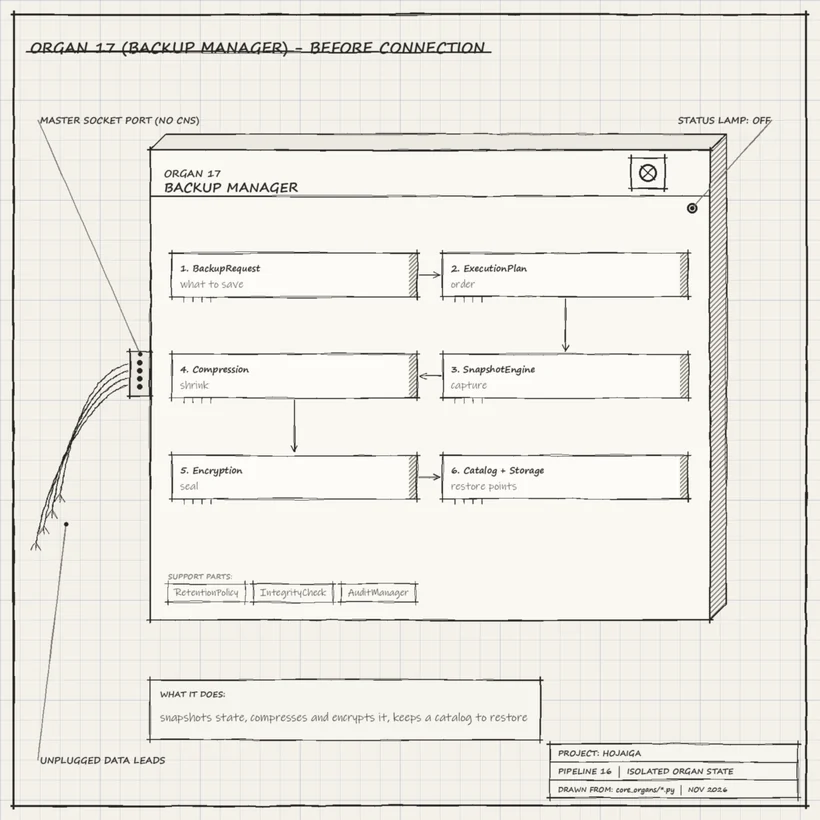 ORGAN 17 (BACKUP MANAGER) - BEFORE CONNECTION
MASTER SOCKET PORT (NO CNS)
STATUS LAMP: OFF
ORGAN 17
BACKUP MANAGER
1. BackupRequest
what to save
2. ExecutionPlan
order
4. Compression
shrink
3. SnapshotEngine
capture
5. Encryption
seal
6. Catalog + Storage
restore points
SUPPORT PARTS:
RetentionPolicy
IntegrityCheck
AuditManager
WHAT IT DOES:
snapshots state, compresses and encrypts it, keeps a catalog to restore
UNPLUGGED DATA LEADS
PROJECT: HOJAIGA
PIPELINE 16 | ISOLATED ORGAN STATE
DRAWN FROM: core_organs/*.py | NOV 2026